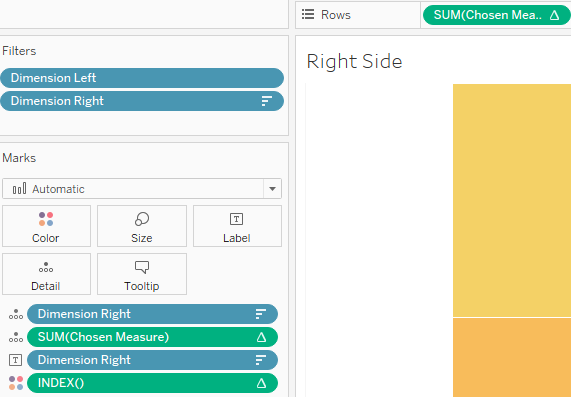 Rows
SUM(Chosen Mea..
Filters
Dimension Left
Dimension Right
Right Side
Marks
Automatic
Color
Size
Label
Detail
Tooltip
Dimension Right
SUM(Chosen Measure)
Dimension Right
INDEX()